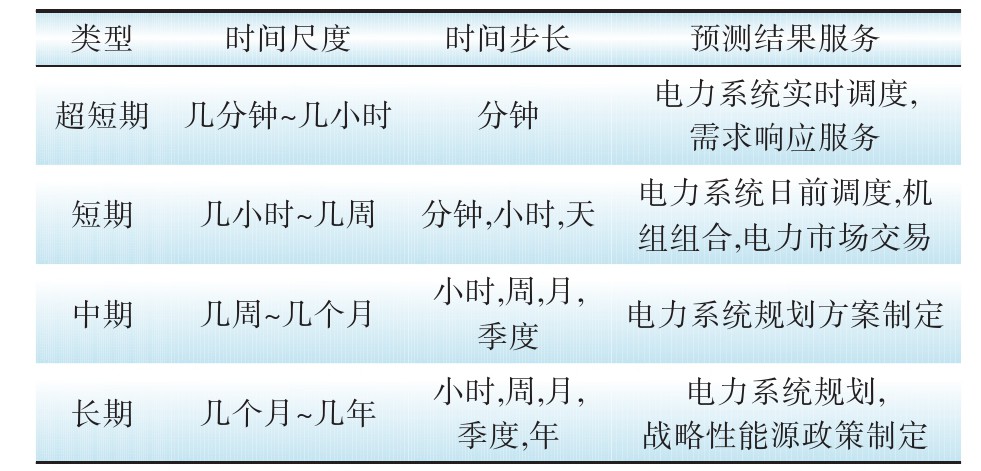 类型 时间尺度 时间步长 预测结果服务
超短期 几分钟~几小时 分钟 电力系统实时调度,
需求响应服务
短期 几小时~几周 分钟,小时,天 电力系统日前调度,机
组组合,电力市场交易
中期 几周~几个月 小时,周,月,
季度 电力系统规划方案制定
长期 几个月~几年 小时,周,月,
季度,年 电力系统规划,
战略性能源政策制定